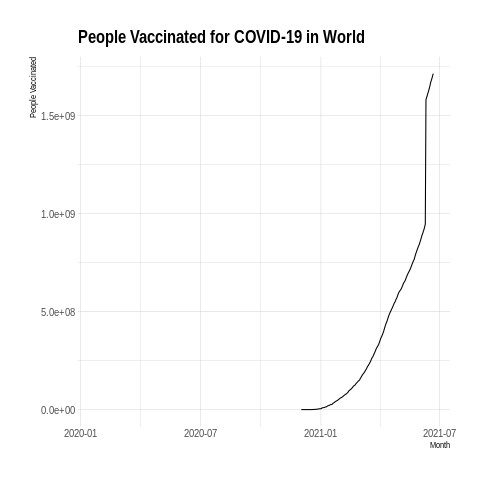 People Vaccinated for COVID-19 in World
People Vaccinated
1.5e+09
1.0e+09
5.0e+08
0.0e+00
2020-01 2020-07 2021-01 2021-07
Month